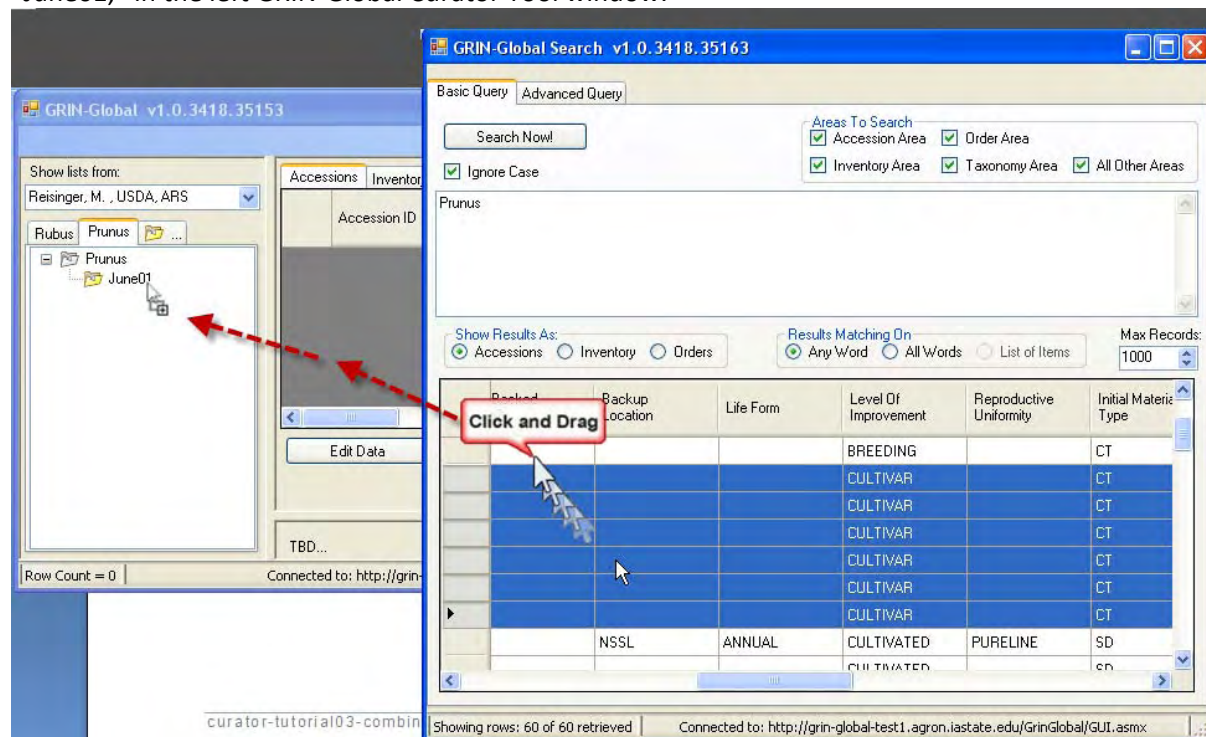 GRIN-Global Search v1.0.3418.35163
Basic Query Advanced Query
Search Now!
Ignore Case
Areas To Search
Accession Area Order Area
Inventory Area Taxonomy Area All Other Areas
Prunus
Show Results As:
Accessions Inventory Orders
Results Matching On
Any Word All Words List of Items
Max Records:
1000
Backup Location Life Form Level Of Improvement Reproductive Uniformity Initial Type
Click and Drag
BREEDING CT
CULTIVAR CT
CULTIVAR CT
CULTIVAR CT
CULTIVAR CT
CULTIVAR CT
CULTIVAR CT
NSSL ANNUAL CULTIVATED PURELINE SD
Showing rows: 60 of 60 retrieved Connected to: http://grin-global-test1.agron.iastate.edu/GrinGlobal/GUI.asmx
GRIN-Global v1.0.3418.35153
Show lists from:
Reisinger, M. , USDA, ARS
Rubus Prunus ...
Prunus
June01
Accessions Inventor
Accession ID
Edit Data
TBD...
Row Count = 0 Connected to: http://grin-
curator-tutorial03-combin